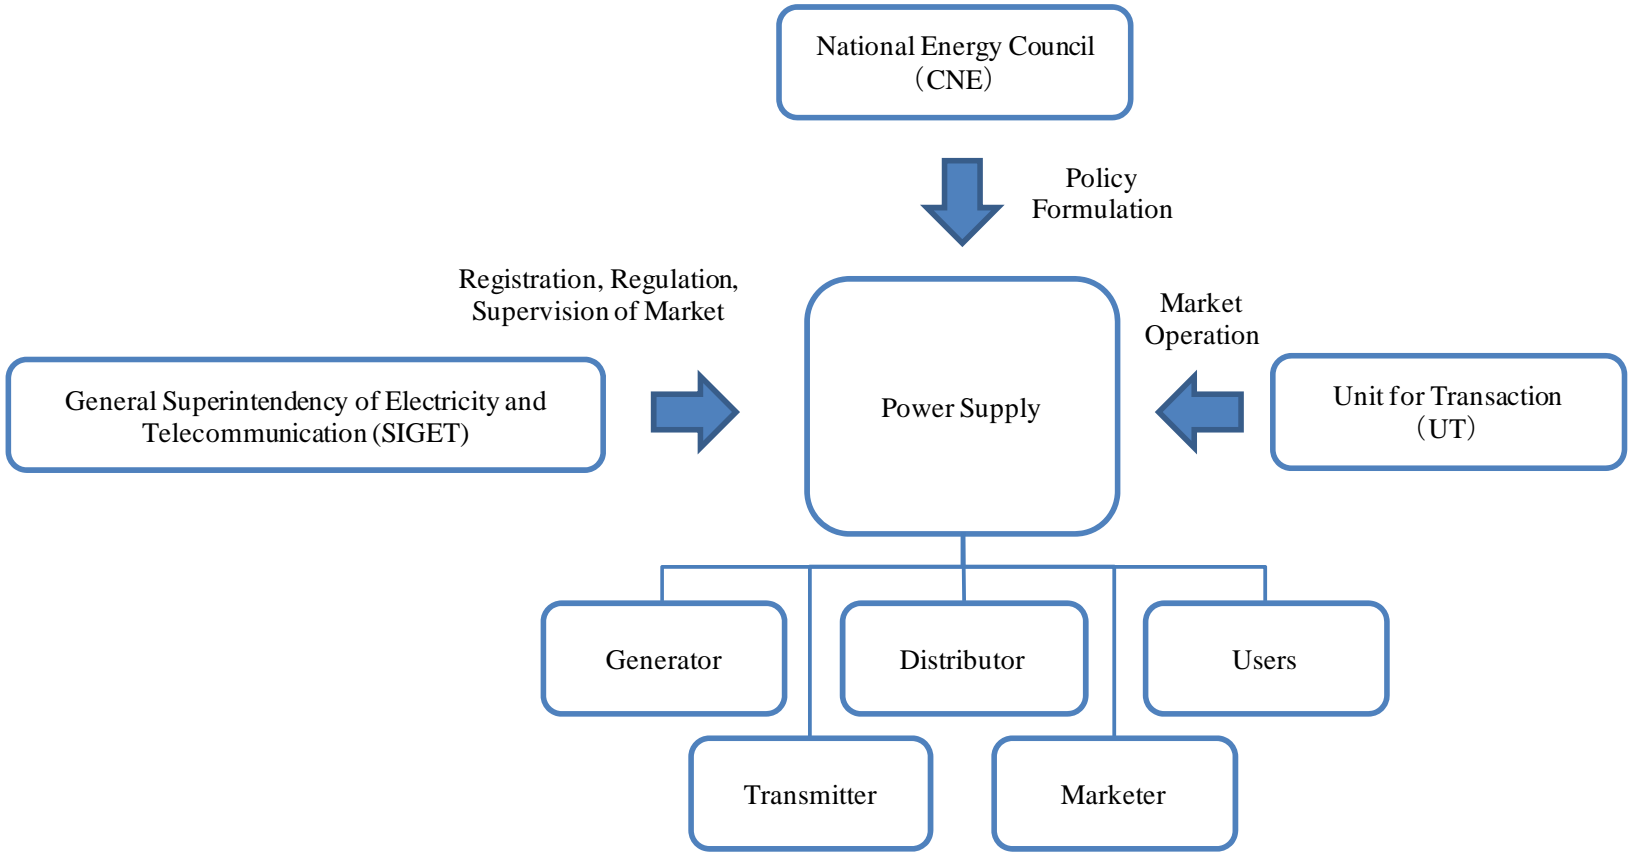 National Energy Council
（CNE）
Policy
Formulation
Registration, Regulation,
Supervision of Market
Market
Operation
General Superintendency of Electricity and
Telecommunication (SIGET)
Power Supply
Unit for Transaction
（UT）
Generator
Distributor
Users
Transmitter
Marketer